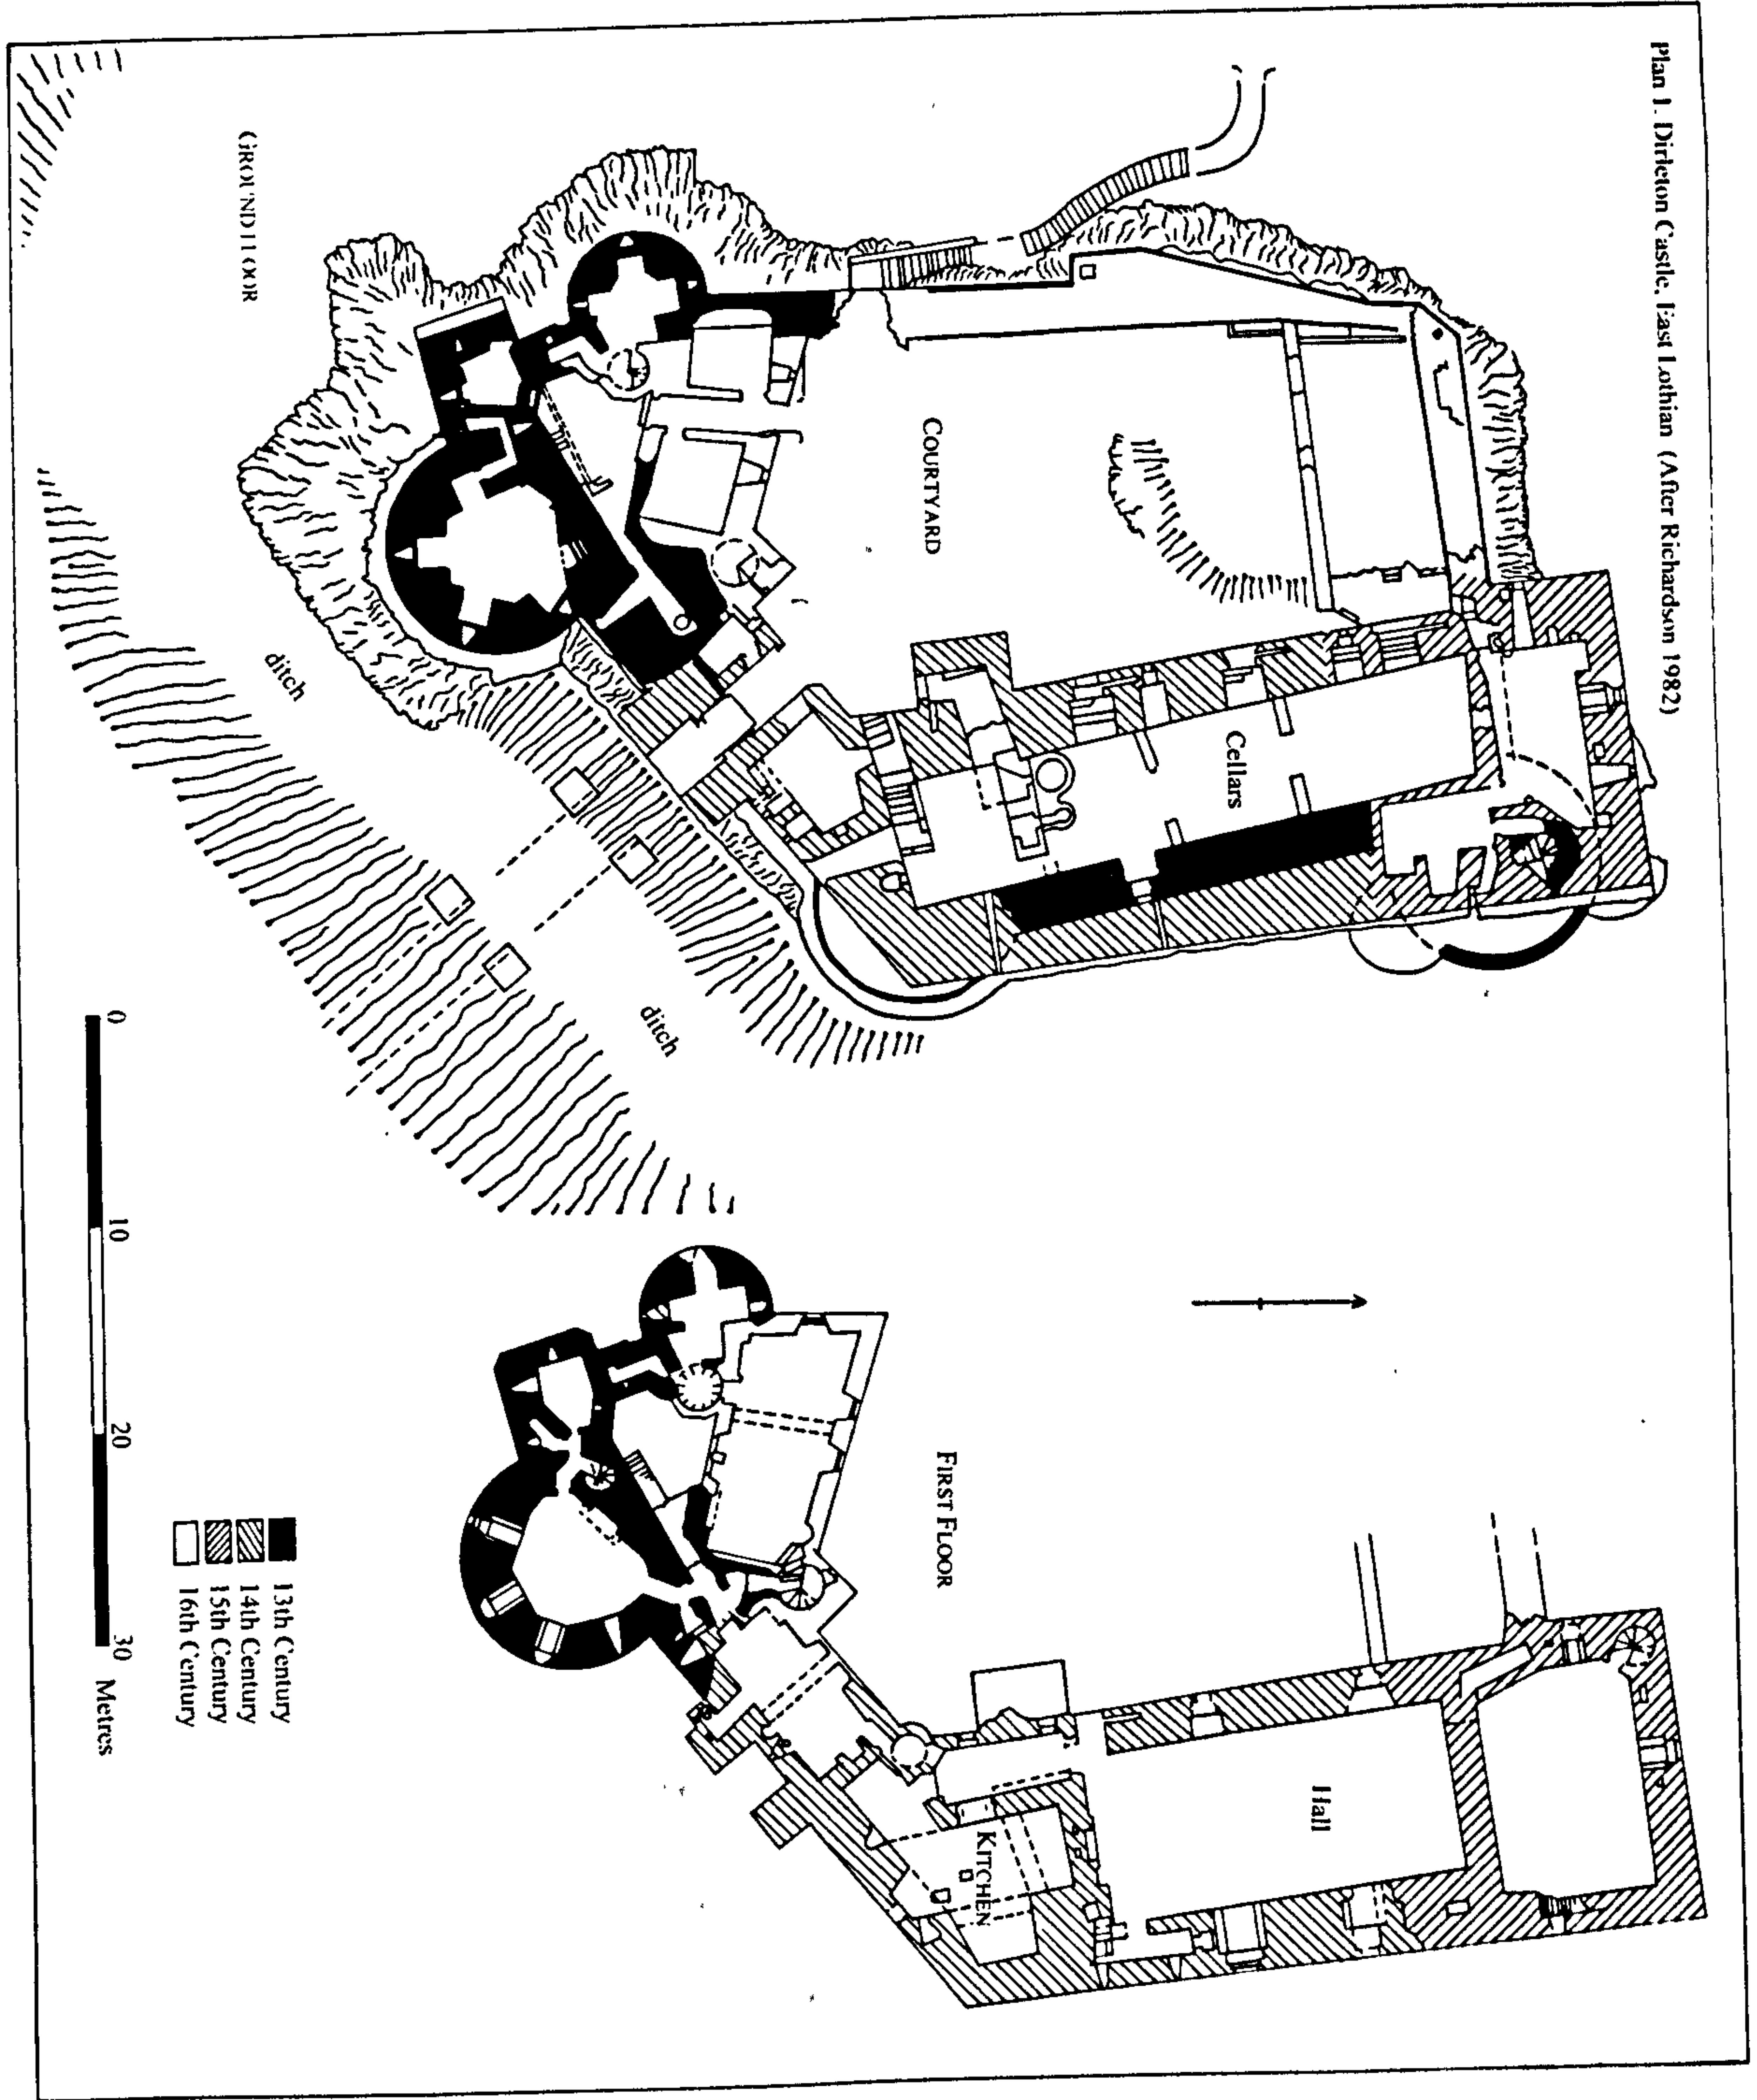 Plan 1. Dirleton Castle, East Lothian (After Richardson 1982)
Cellars
COURTYARD
ditch
ditch
GROUND FLOOR
Hall
KITCHEN
FIRST FLOOR
13th Century
14th Century
15th Century
16th Century
0 10 20 30 Metres